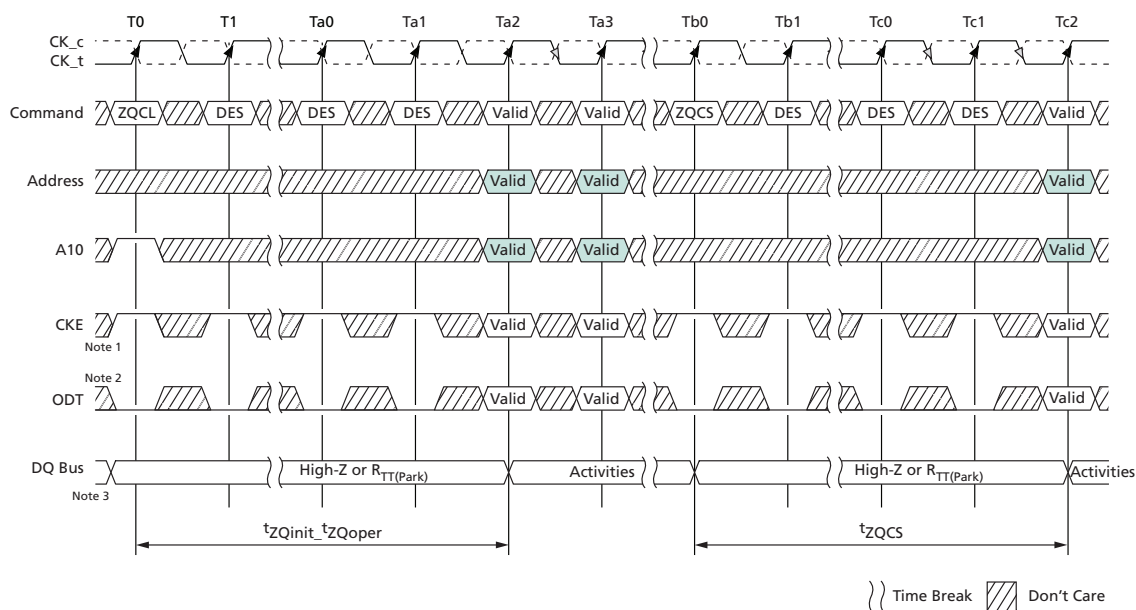 T0 T1 Ta0 Ta1 Ta2 Ta3 Tb0 Tb1 Tc0 Tc1 Tc2
CK_c
CK_t
Command ZQCL DES DES DES Valid Valid ZQCS DES DES DES Valid
Address Valid Valid Valid
A10 Valid Valid Valid
CKE Valid Valid Valid
Note 1
Note 2
ODT Valid Valid Valid
DQ Bus High-Z or RTT(Park) Activities High-Z or RTT(Park) Activities
Note 3
tZQinit_tZQoper tZQCS
Time Break Don't Care